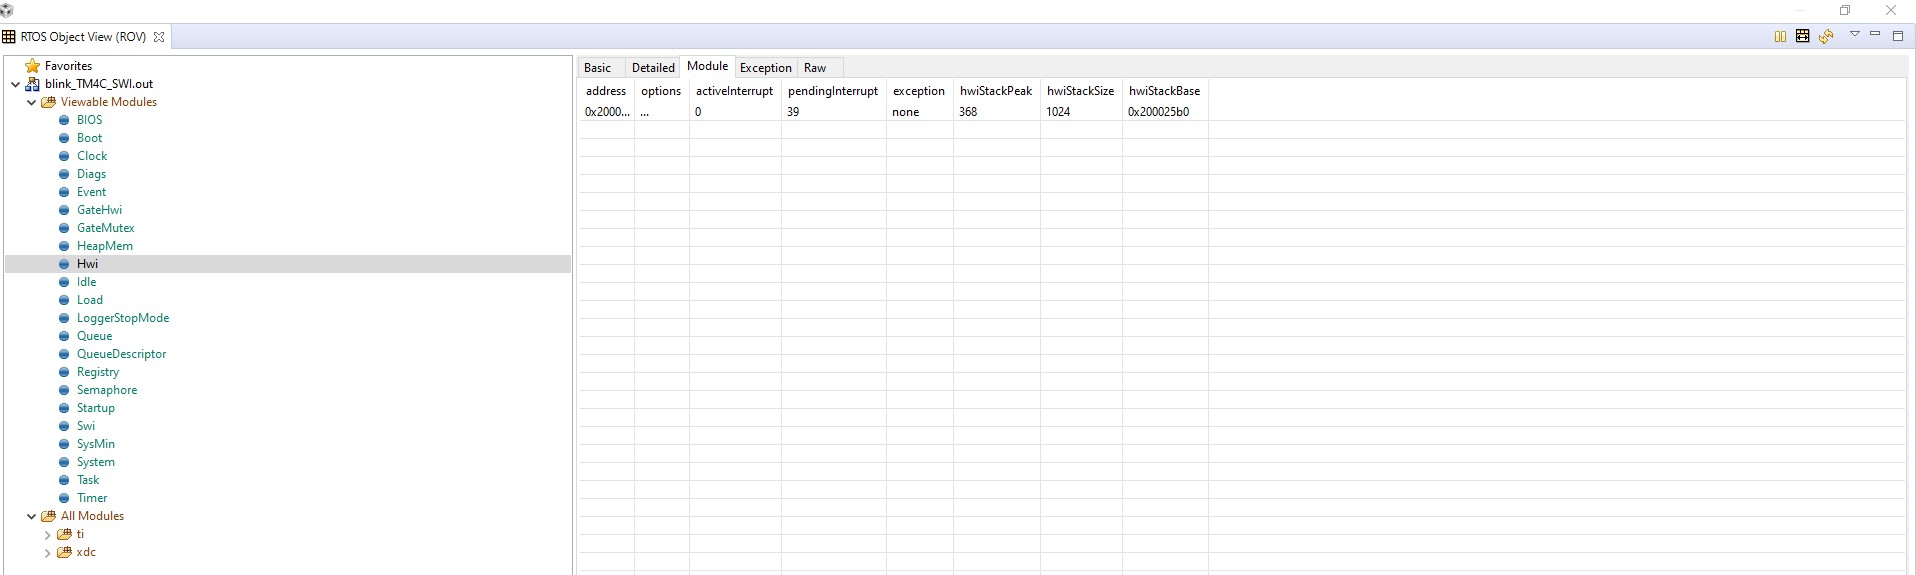 RTOS Object View (ROV)
Favorites
blink_TM4C_SWI.out
Viewable Modules
BIOS
Boot
Clock
Diags
Event
GateHwi
GateMutex
HeapMem
Hwi
Idle
Load
LoggerStopMode
Queue
QueueDescriptor
Registry
Semaphore
Startup
Swi
SysMin
System
Task
Timer
All Modules
ti
xdc
Basic Detailed Module Exception Raw
address options activeInterrupt pendingInterrupt exception hwiStackPeak hwiStackSize hwiStackBase
0x2000... ... 0 39 none 368 1024 0x200025b0